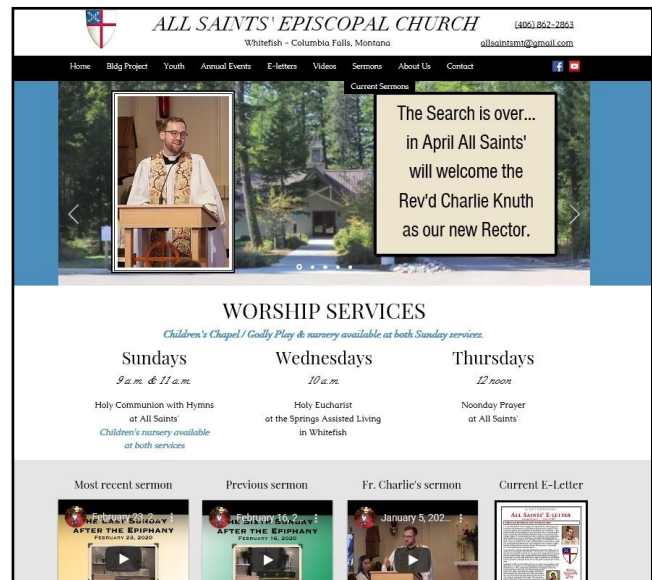 ALL SAINTS' EPISCOPAL CHURCH
(406) 862-2863
Whitefish - Columbia Falls, Montana
allsaintsmt@gmail.com
Home Bldg Project Youth Annual Events E-letters Videos Sermons About Us Contact
Current Sermons
The Search is over...
in April All Saints'
will welcome the
Rev'd Charlie Knuth
as our new Rector.
WORSHIP SERVICES
Children's Chapel / Godly Play & nursery available at both Sunday services.
Sundays
9 a.m. & 11 a.m.
Holy Communion with Hymns
at All Saints'
Children's nursery available
at both services
Wednesdays
10 a.m.
Holy Eucharist
at the Springs Assisted Living
in Whitefish
Thursdays
12 noon
Noonday Prayer
at All Saints'
Most recent sermon
February 23, 2...
THE LAST SUNDAY
AFTER THE EPIPHANY
FEBRUARY 23, 2020
Previous sermon
February 16, 2...
THE SIXTH SUNDAY
AFTER THE EPIPHANY
FEBRUARY 16, 2020
Fr. Charlie's sermon
January 5, 202...
Current E-Letter
ALL SAINTS' E-LETTER